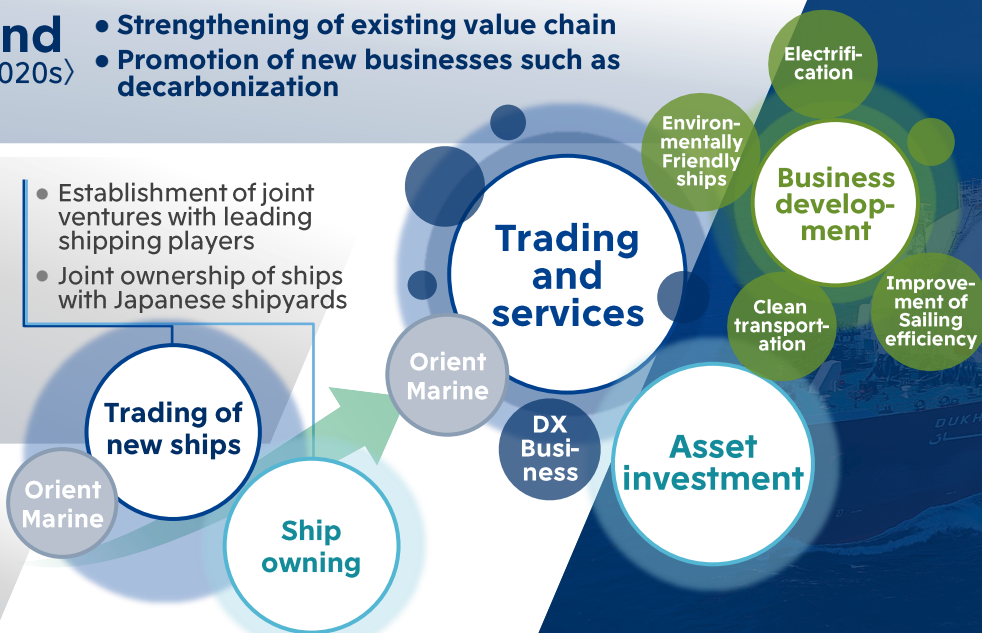 nd
020s〉
● Strengthening of existing value chain
● Promotion of new businesses such as
decarbonization
● Establishment of joint
ventures with leading
shipping players
● Joint ownership of ships
with Japanese shipyards
Trading of
new ships
Orient
Marine
Ship
owning
Orient
Marine
Trading
and
services
DX
Busi-
ness
Asset
investment
Electrifi-
cation
Environ-
mentally
Friendly
ships
Business
develop-
ment
Clean
transport-
ation
Improve-
ment of
Sailing
efficiency
DUKH